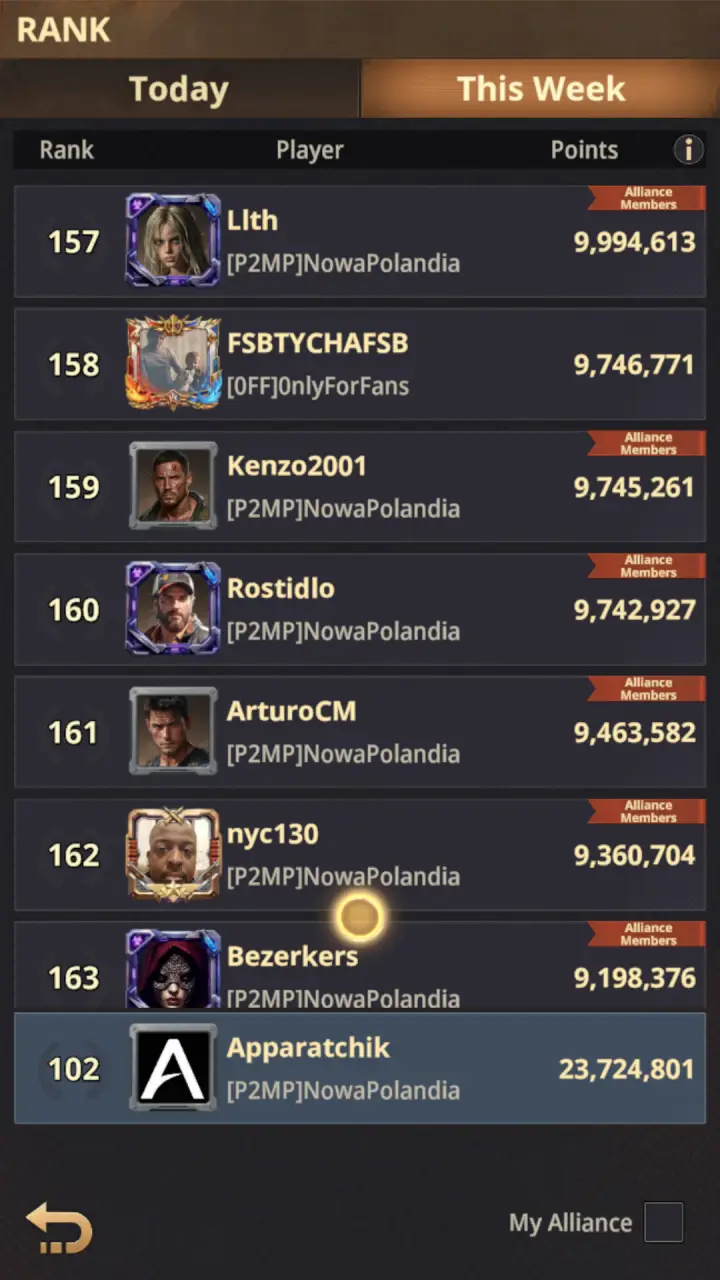 RANK
Today
This Week
Rank
Player
Points
i
Alliance
Members
157
Llth
[P2MP]NowaPolandia
9,994,613
158
FSBTYCHAFSB
[0FF]0nlyForFans
9,746,771
Alliance
Members
159
Kenzo2001
[P2MP]NowaPolandia
9,745,261
Alliance
Members
160
Rostidlo
[P2MP]NowaPolandia
9,742,927
Alliance
Members
161
ArturoCM
[P2MP]NowaPolandia
9,463,582
Alliance
Members
162
nyc130
[P2MP]NowaPolandia
9,360,704
Alliance
Members
163
Bezerkers
[P2MP]NowaPolandia
9,198,376
102
Apparatchik
[P2MP]NowaPolandia
23,724,801
My Alliance